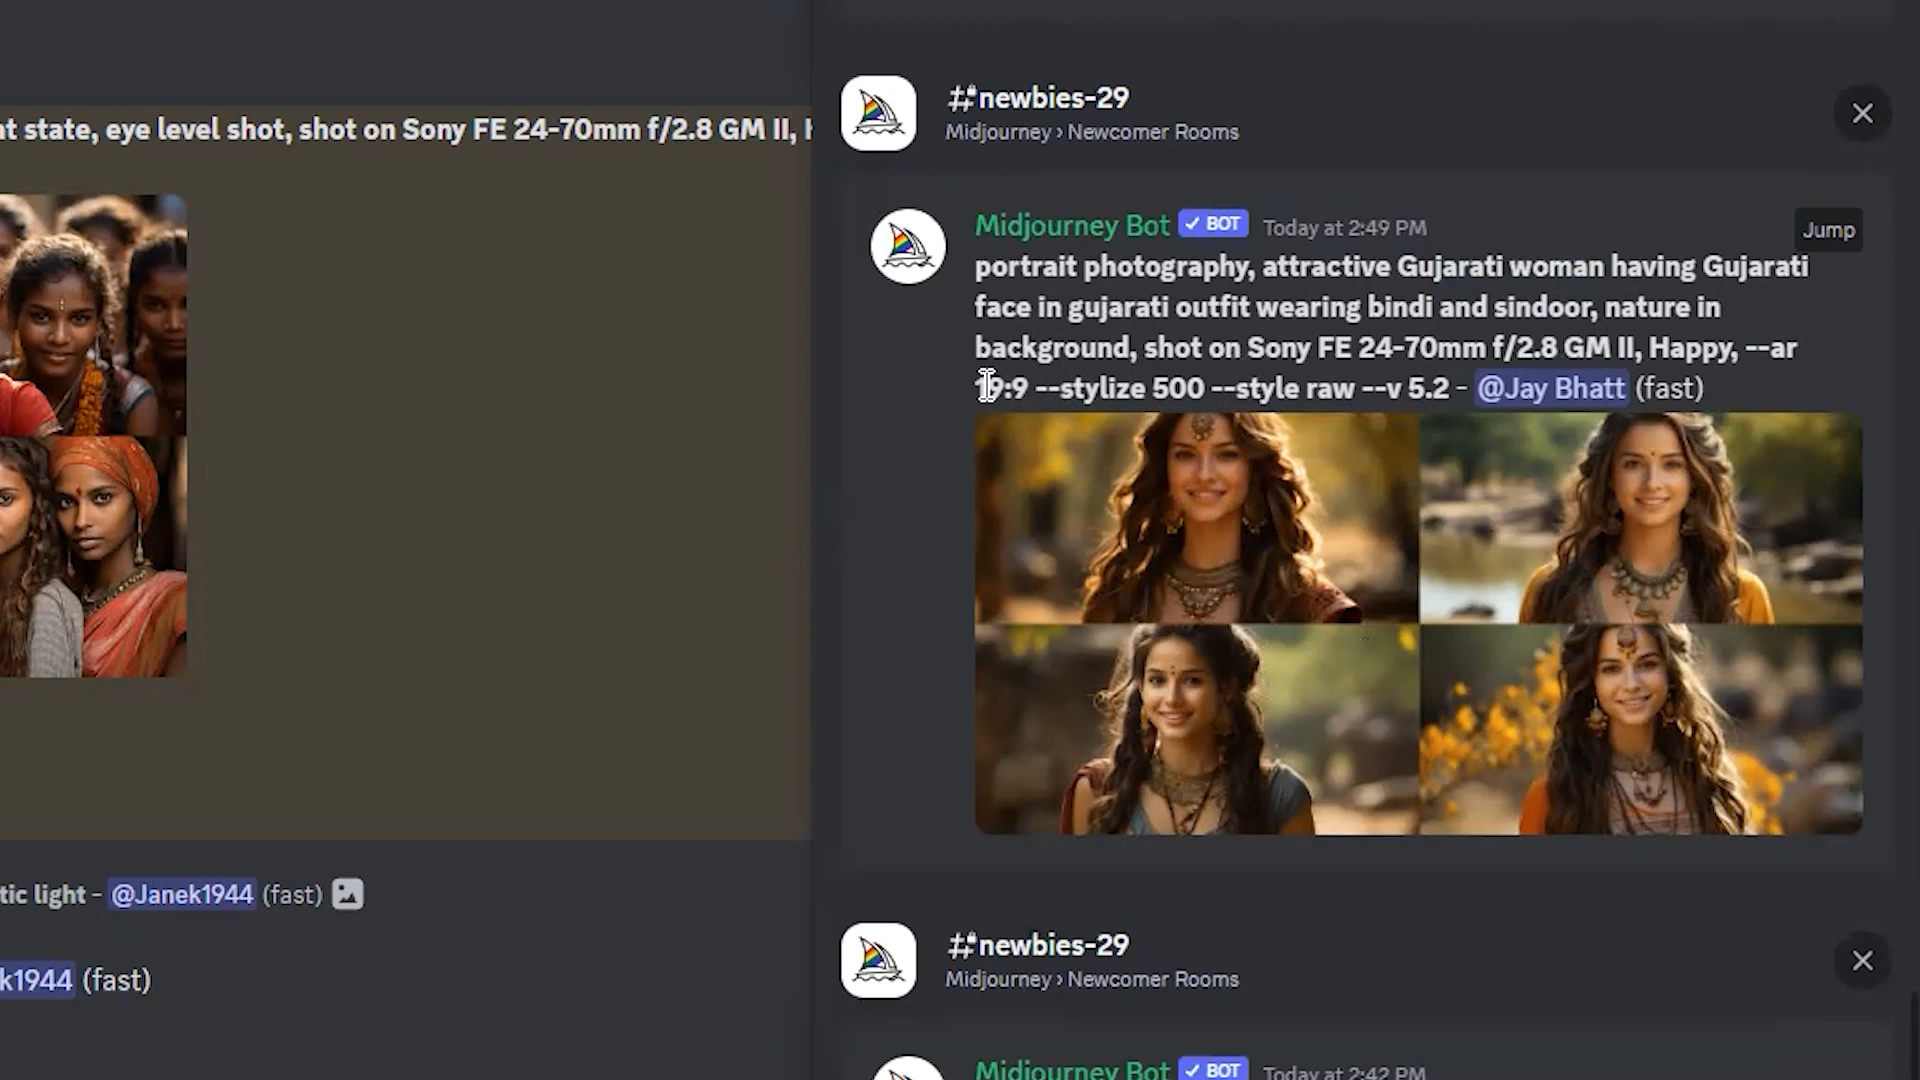 #newbies-29
Midjourney › Newcomer Rooms
Midjourney Bot ✓ BOT Today at 2:49 PM
Jump
portrait photography, attractive Gujarati woman having Gujarati
face in gujarati outfit wearing bindi and sindoor, nature in
background, shot on Sony FE 24-70mm f/2.8 GM II, Happy, --ar
19:9 --stylize 500 --style raw --v 5.2 - @Jay Bhatt (fast)
#newbies-29
Midjourney › Newcomer Rooms
Midjourney Bot ✓ BOT Today at 2:42 PM
state, eye level shot, shot on Sony FE 24-70mm f/2.8 GM II,
light - @Janek1944 (fast)
k1944 (fast)